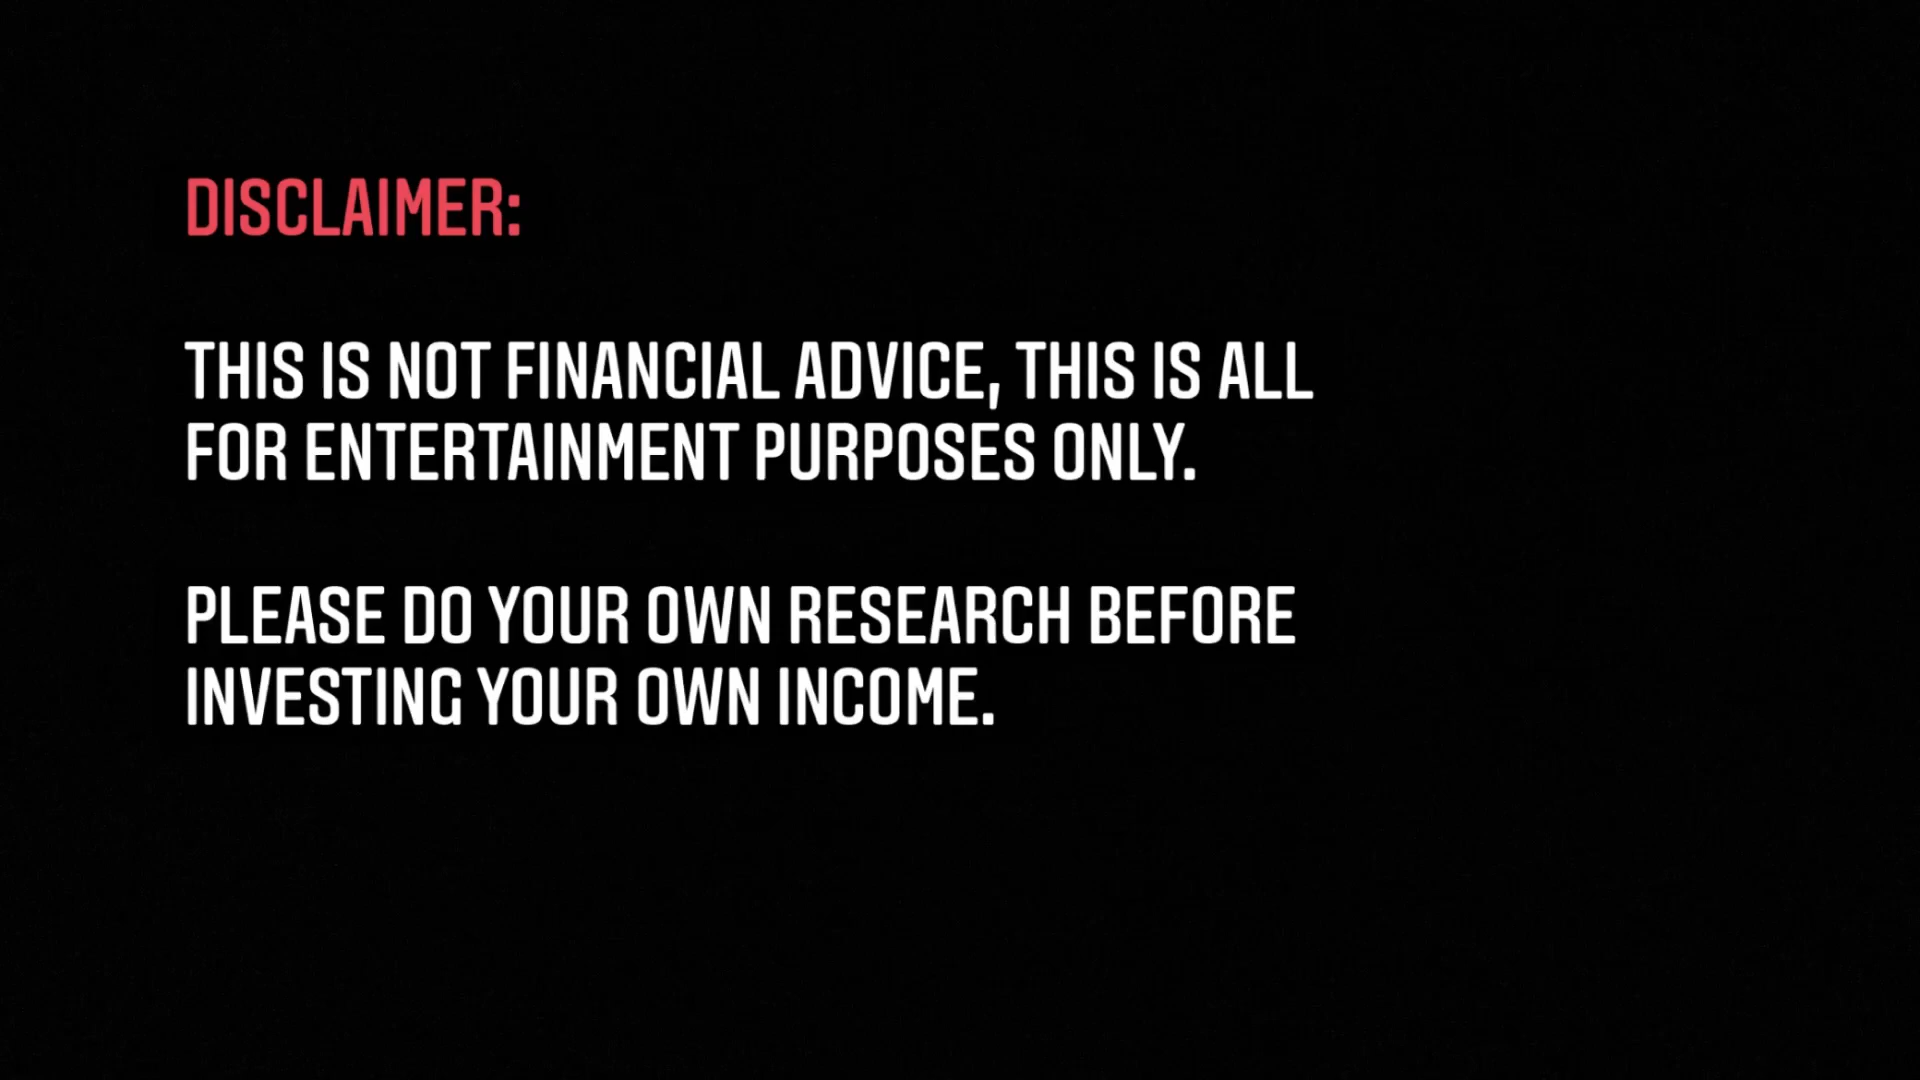 DISCLAIMER:
THIS IS NOT FINANCIAL ADVICE, THIS IS ALL
FOR ENTERTAINMENT PURPOSES ONLY.
PLEASE DO YOUR OWN RESEARCH BEFORE
INVESTING YOUR OWN INCOME.